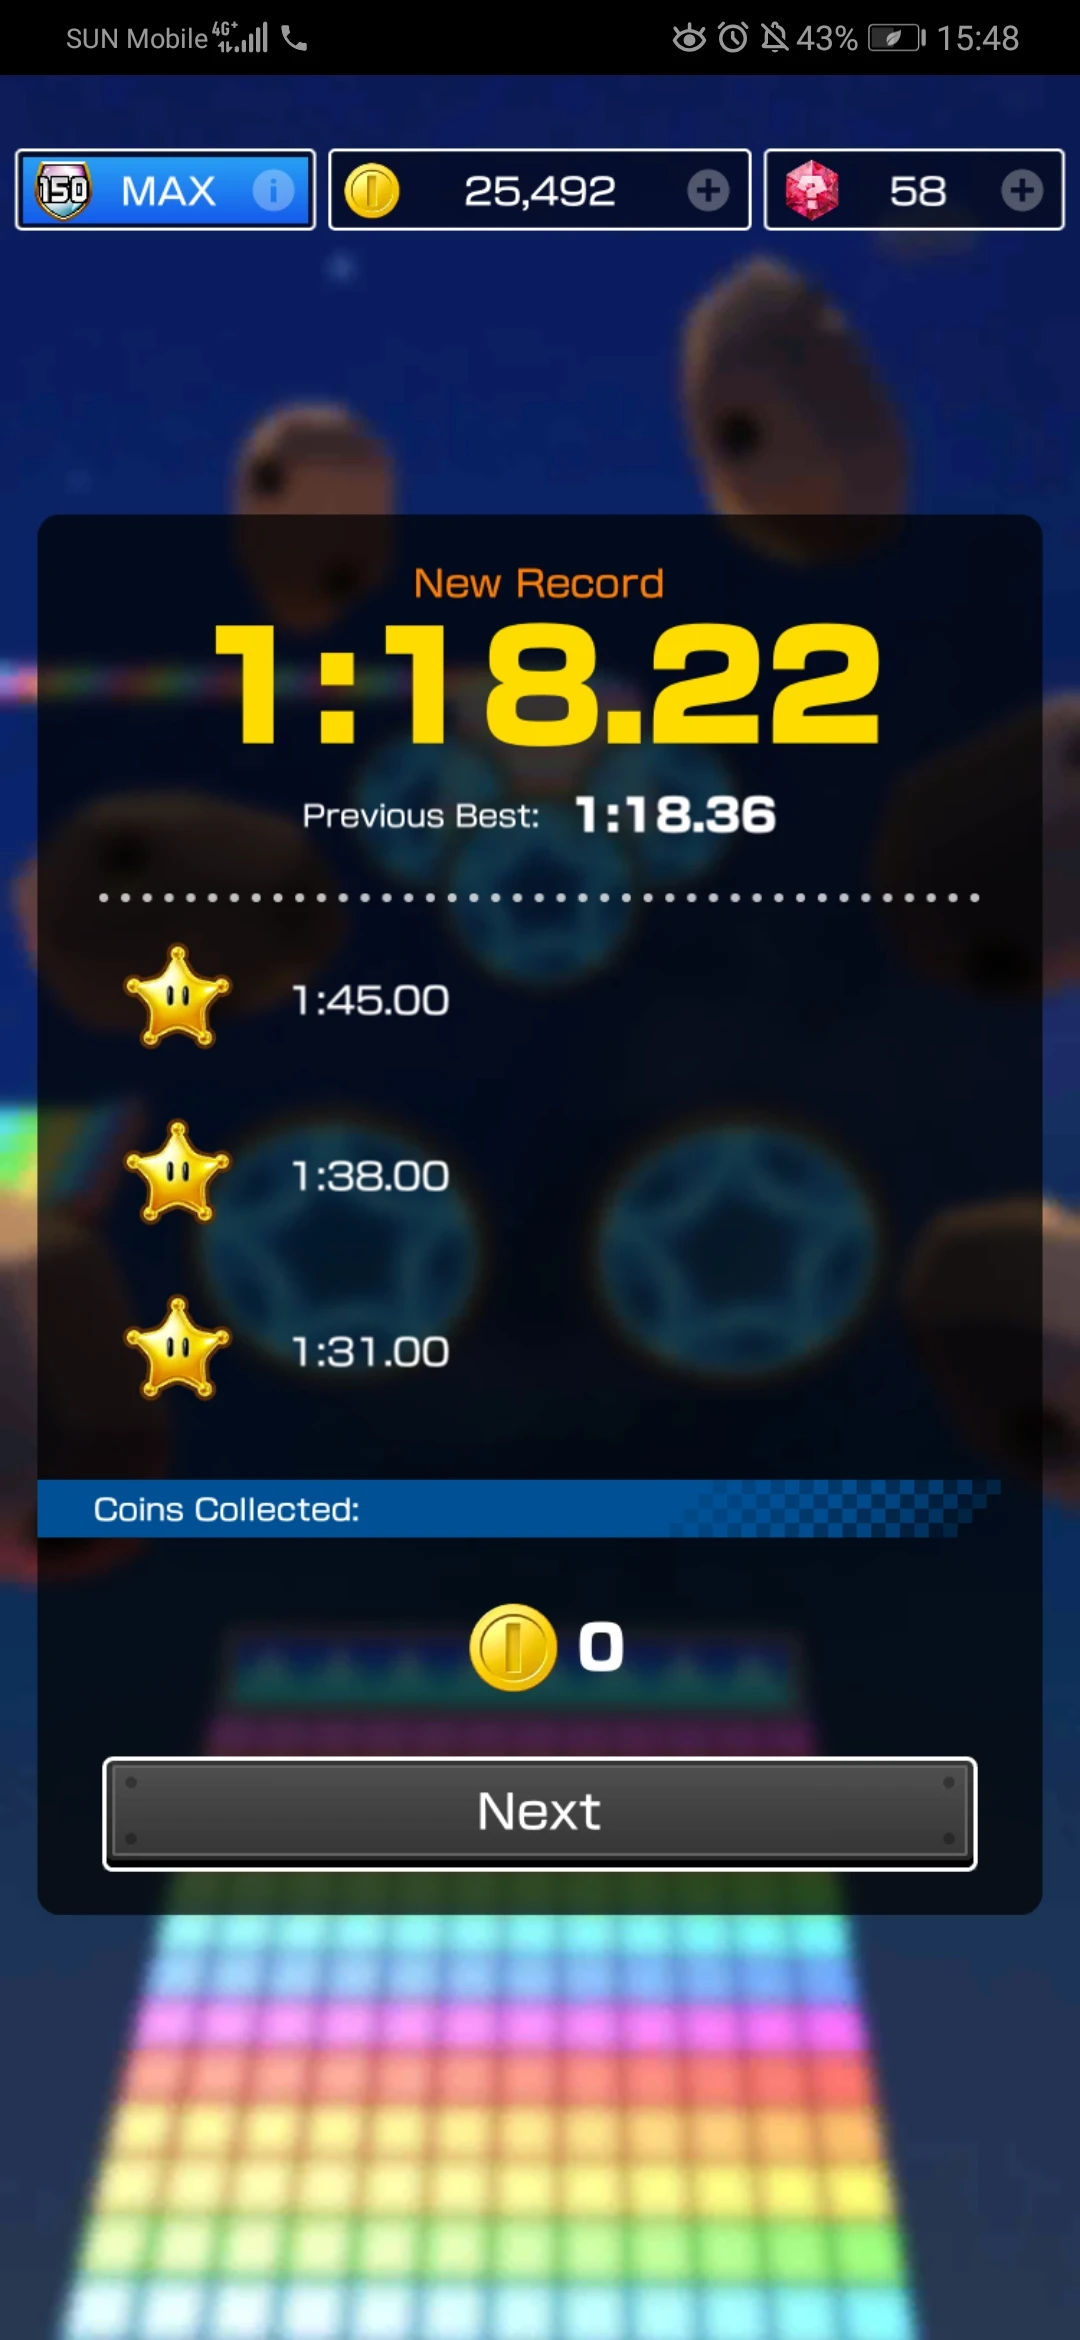 SUN Mobile 4G+ 43% 15:48
150 MAX i 25,492 + 58 +
New Record
1:18.22
Previous Best: 1:18.36
1:45.00
1:38.00
1:31.00
Coins Collected:
0
Next